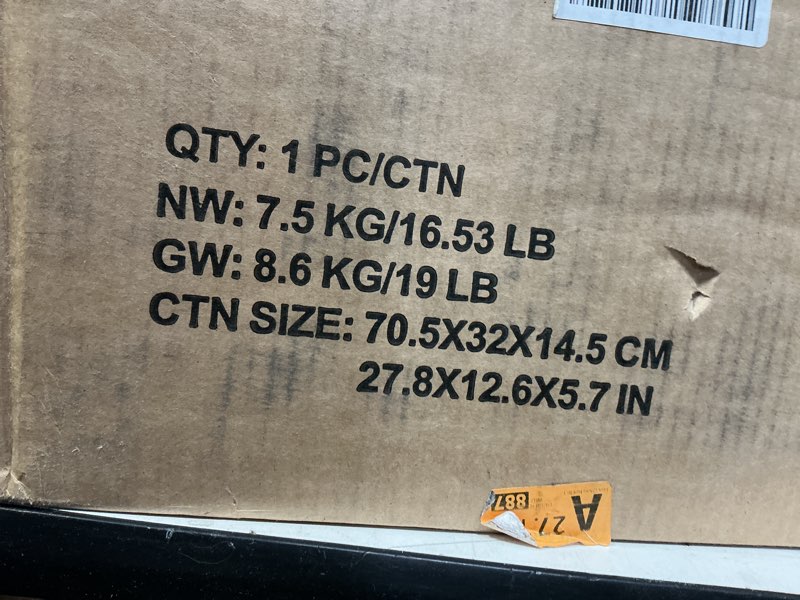 QTY: 1 PC/CTN
NW: 7.5 KG/16.53 LB
GW: 8.6 KG/19 LB
CTN SIZE: 70.5X32X14.5 CM
27.8X12.6X5.7 IN
A
887